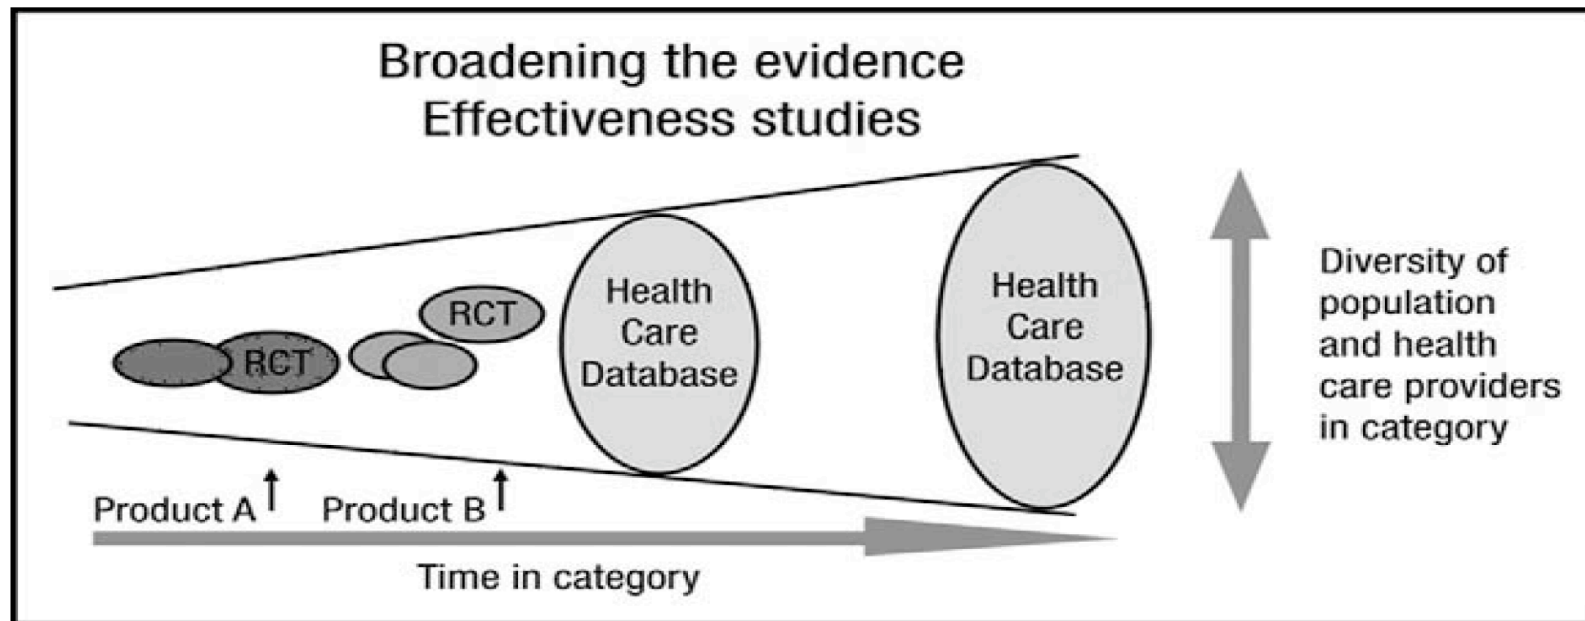 Broadening the evidence
Effectiveness studies
RCT
RCT
Health
Care
Database
Health
Care
Database
Diversity of
population
and health
care providers
in category
Product A
Product B
Time in category